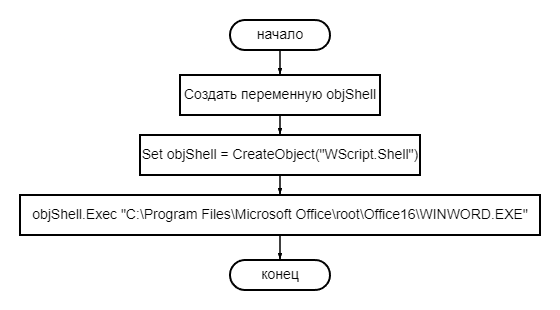 начало
Создать переменную objShell
Set objShell = CreateObject("WScript.Shell")
objShell.Exec "C:\Program Files\Microsoft Office\root\Office16\WINWORD.EXE"
конец